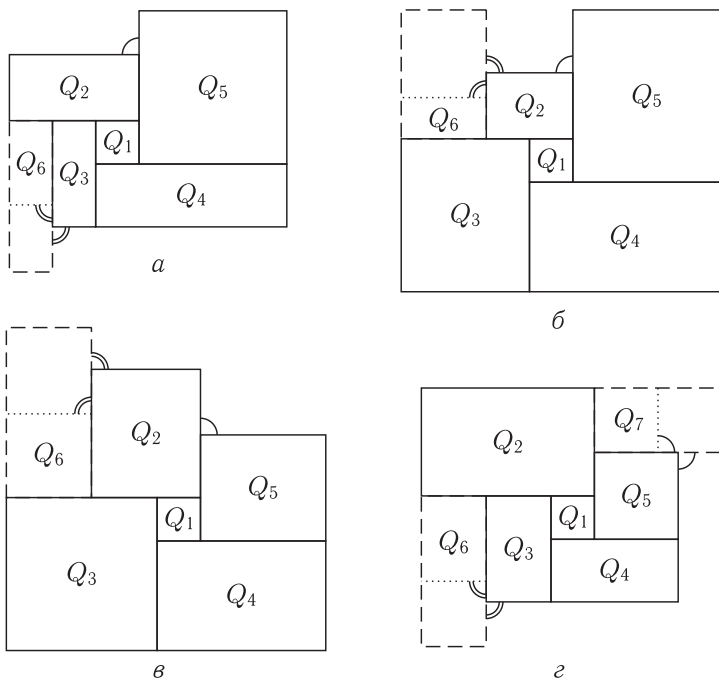 Q₂ Q₅
Q₆ Q₃ Q₁
Q₄
а
Q₂ Q₅
Q₆
Q₁
Q₃ Q₄
б
Q₂
Q₆
Q₁ Q₅
Q₃ Q₄
в
Q₇
Q₂
Q₅
Q₆ Q₃ Q₁
Q₄
г